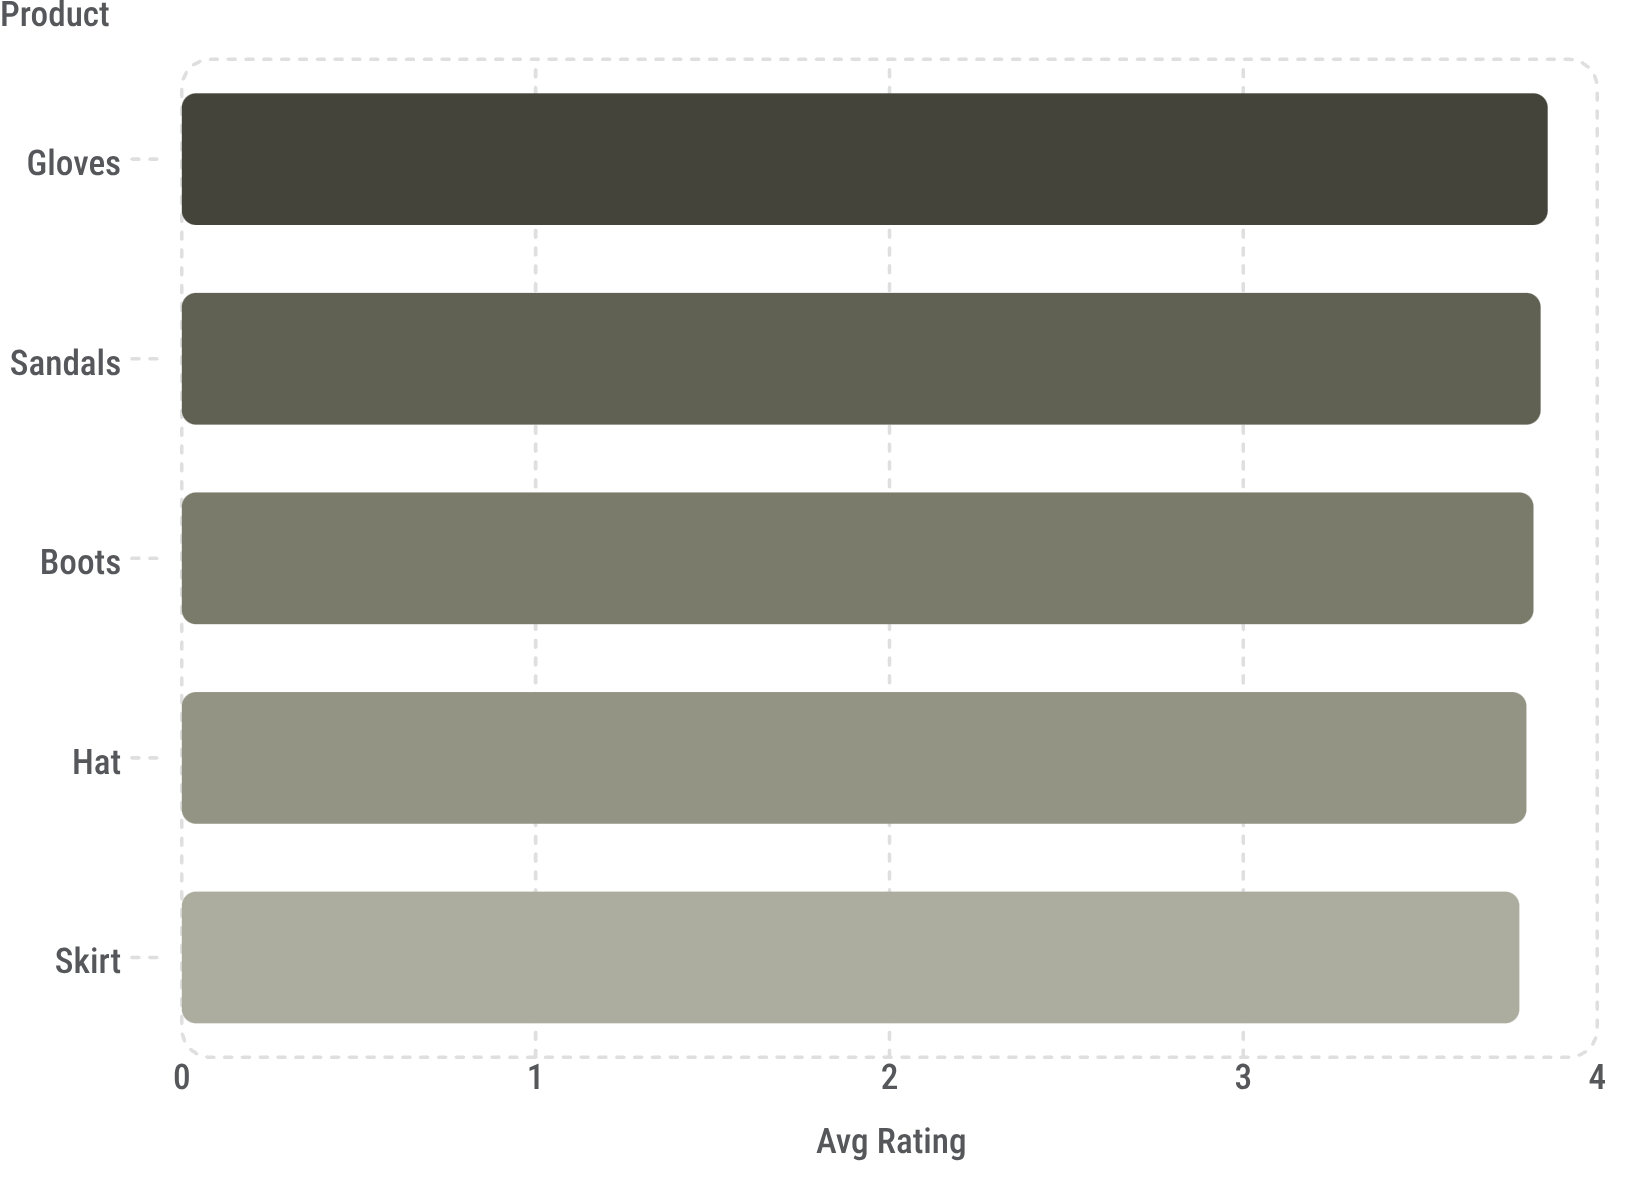 Product
Gloves
Sandals
Boots
Hat
Skirt
0 1 2 3 4
Avg Rating